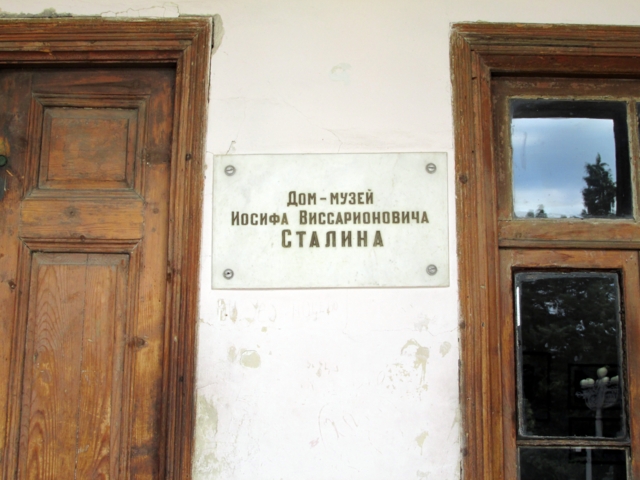 Дом-музей
Иосифа Виссарионовича
Сталина